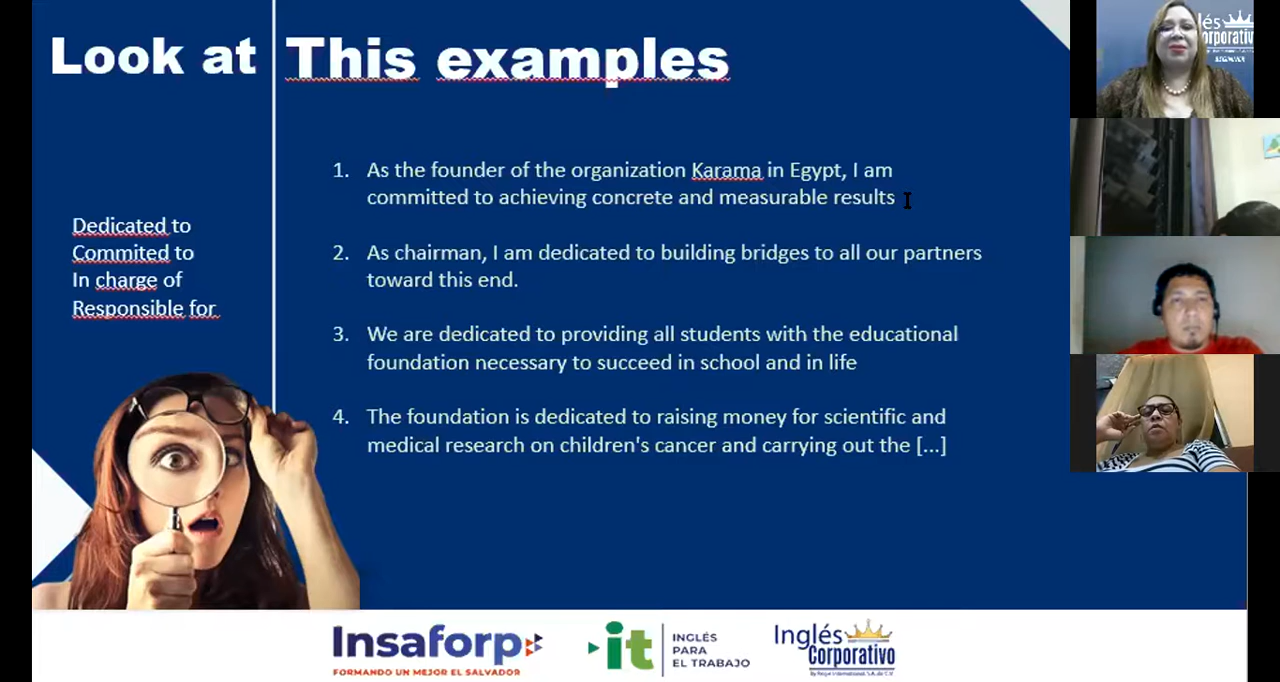 Look at This examples
Dedicated to
Commited to
In charge of
Responsible for
1. As the founder of the organization Karama in Egypt, I am
committed to achieving concrete and measurable results
2. As chairman, I am dedicated to building bridges to all our partners
toward this end.
3. We are dedicated to providing all students with the educational
foundation necessary to succeed in school and in life
4. The foundation is dedicated to raising money for scientific and
medical research on children's cancer and carrying out the [...]
Insaforp
FORMANDO UN MEJOR EL SALVADOR
it
INGLÉS
PARA
EL TRABAJO
Inglés
Corporativo